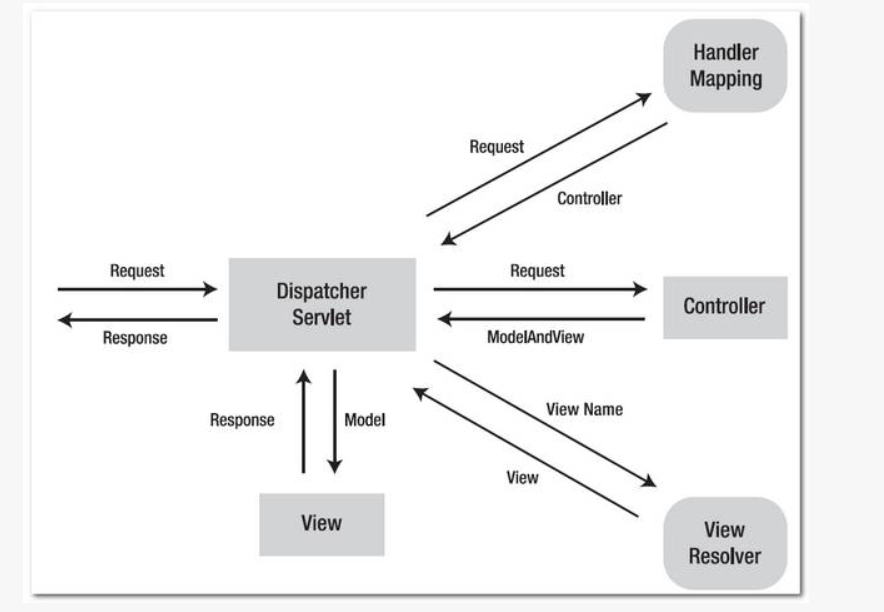 Handler
Mapping
Request
Controller
Request
Response
Dispatcher
Servlet
Request
ModelAndView
Controller
Response
Model
View Name
View
View
View
Resolver